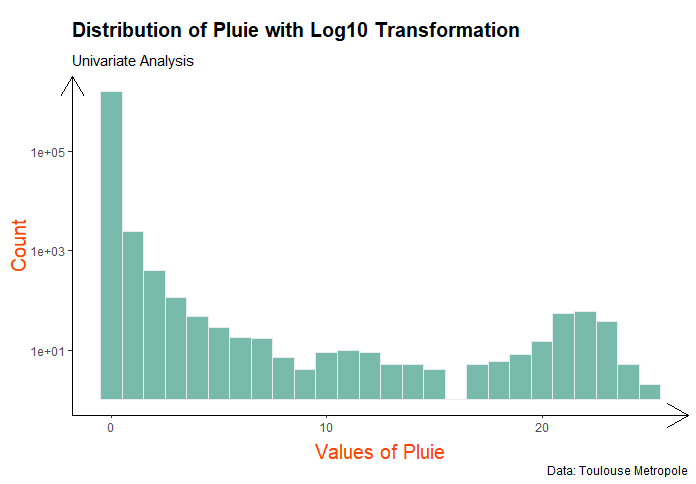 Distribution of Pluie with Log10 Transformation
Univariate Analysis
1e+05
1e+03
1e+01
Count
0 10 20
Values of Pluie
Data: Toulouse Metropole